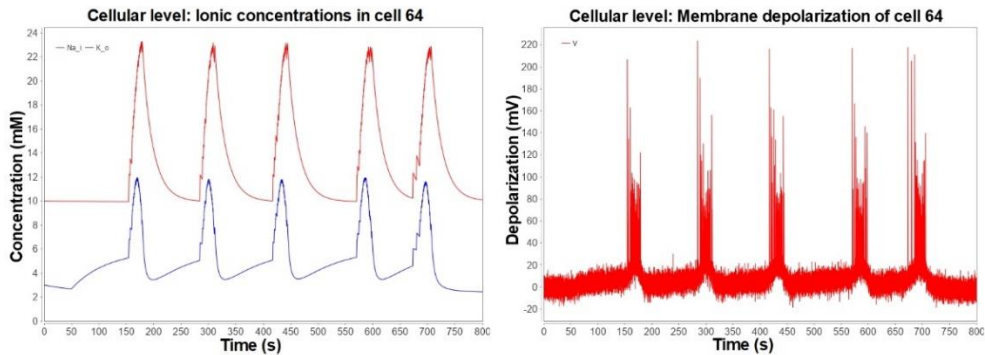 Cellular level: Ionic concentrations in cell 64
Na_i K_o
Concentration (mM)
24
22
20
18
16
14
12
10
8
6
4
2
0
0 50 100 150 200 250 300 350 400 450 500 550 600 650 700 750 800
Time (s)
Cellular level: Membrane depolarization of cell 64
V
Depolarization (mV)
220
200
180
160
140
120
100
80
60
40
20
0
-20
0 50 100 150 200 250 300 350 400 450 500 550 600 650 700 750 800
Time (s)